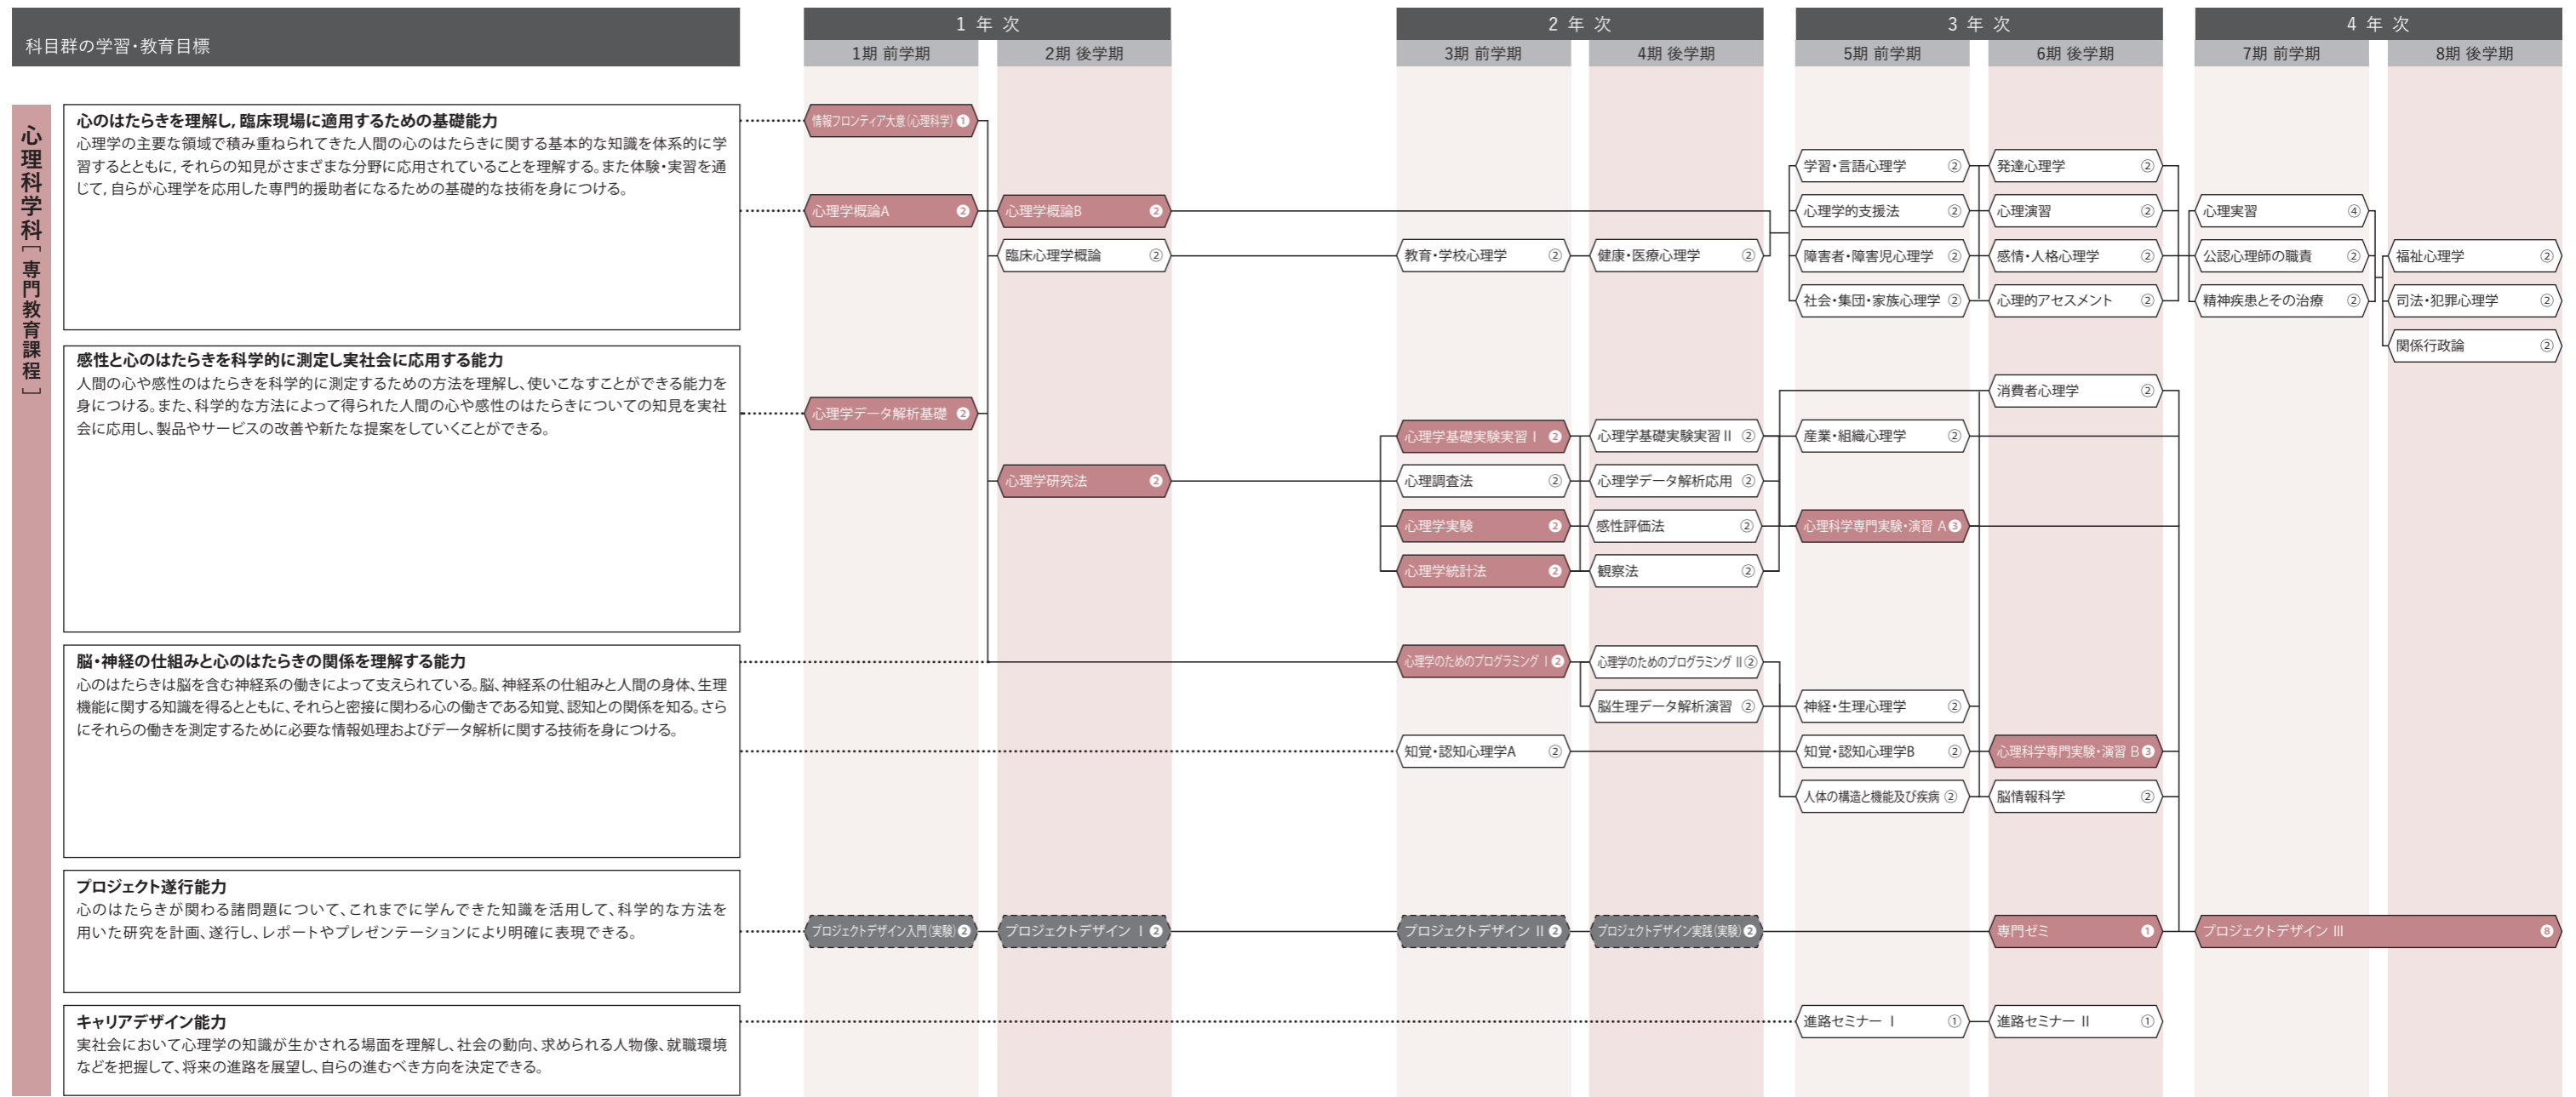 科目群の学習・教育目標
1 年 次
2 年 次
3 年 次
4 年 次
1期 前学期
2期 後学期
3期 前学期
4期 後学期
5期 前学期
6期 後学期
7期 前学期
8期 後学期
心理科学科［専門教育課程］
心のはたらきを理解し, 臨床現場に適用するための基礎能力
心理学の主要な領域で積み重ねられてきた人間の心のはたらきに関する基本的な知識を体系的に学
習するとともに, それらの知見がさまざまな分野に応用されていることを理解する。また体験・実習を通
じて, 自らが心理学を応用した専門的援助者になるための基礎的な技術を身につける。
情報フロンティア大意(心理科学) ❶
学習・言語心理学 ②
発達心理学 ②
心理学概論A ❷
心理学概論B ❷
心理学的支援法 ②
心理演習 ②
心理実習 ④
臨床心理学概論 ②
教育・学校心理学 ②
健康・医療心理学 ②
障害者・障害児心理学 ②
感情・人格心理学 ②
公認心理師の職責 ②
福祉心理学 ②
社会・集団・家族心理学 ②
心理的アセスメント ②
精神疾患とその治療 ②
司法・犯罪心理学 ②
関係行政論 ②
感性と心のはたらきを科学的に測定し実社会に応用する能力
人間の心や感性のはたらきを科学的に測定するための方法を理解し、使いこなすことができる能力を
身につける。また、科学的な方法によって得られた人間の心や感性のはたらきについての知見を実社
会に応用し、製品やサービスの改善や新たな提案をしていくことができる。
消費者心理学 ②
心理学データ解析基礎 ❷
心理学基礎実験実習 Ⅰ ❷
心理学基礎実験実習 Ⅱ ②
産業・組織心理学 ②
心理学研究法 ❷
心理調査法 ②
心理学データ解析応用 ②
心理学実験 ❷
感性評価法 ②
心理科学専門実験・演習 A ❸
心理学統計法 ❷
観察法 ②
脳・神経の仕組みと心のはたらきの関係を理解する能力
心のはたらきは脳を含む神経系の働きによって支えられている。脳、神経系の仕組みと人間の身体、生理
機能に関する知識を得るとともに、それらと密接に関わる心の働きである知覚、認知との関係を知る。さら
にそれらの働きを測定するために必要な情報処理およびデータ解析に関する技術を身につける。
心理学のためのプログラミング Ⅰ ❷
心理学のためのプログラミング Ⅱ ②
脳生理データ解析演習 ②
神経・生理心理学 ②
知覚・認知心理学A ②
知覚・認知心理学B ②
心理科学専門実験・演習 B ❸
人体の構造と機能及び疾病 ②
脳情報科学 ②
プロジェクト遂行能力
心のはたらきが関わる諸問題について、これまでに学んできた知識を活用して、科学的な方法を
用いた研究を計画、遂行し、レポートやプレゼンテーションにより明確に表現できる。
プロジェクトデザイン入門(実験) ❷
プロジェクトデザイン Ⅰ ❷
プロジェクトデザイン Ⅱ ❷
プロジェクトデザイン実践(実験) ❷
専門ゼミ ❶
プロジェクトデザイン Ⅲ ❽
キャリアデザイン能力
実社会において心理学の知識が生かされる場面を理解し、社会の動向、求められる人物像、就職環境
などを把握して、将来の進路を展望し、自らの進むべき方向を決定できる。
進路セミナー Ⅰ ①
進路セミナー Ⅱ ①